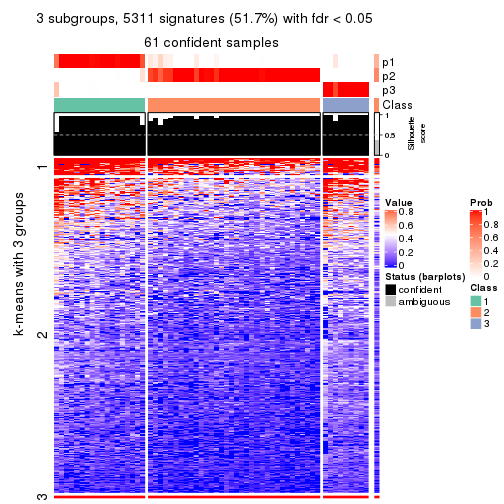 3 subgroups, 5311 signatures (51.7%) with fdr < 0.05
61 confident samples
p1
p2
p3
Class
1
0.5
0
Silhouette
score
k-means with 3 groups
1
2
3
Value
0.8
0.6
0.4
0.2
0
Status (barplots)
confident
ambiguous
Prob
1
0.8
0.6
0.4
0.2
0
Class
1
2
3